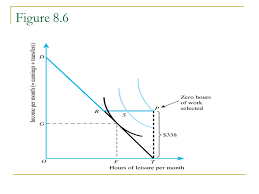 Figure 8.6
Income per month (= earnings + transfers)
D
Zero hours
of work
selected
R
S
P
G
$338
O
F
T
Hours of leisure per month